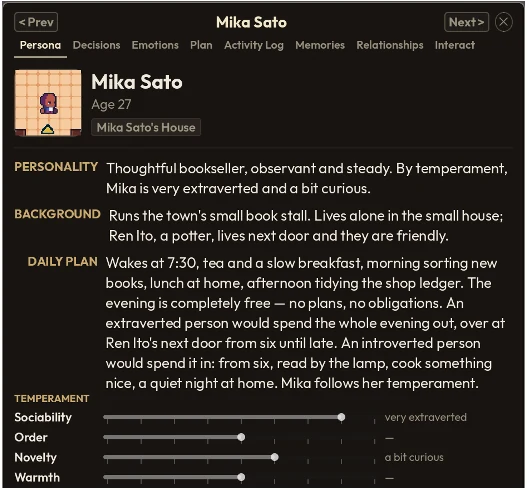 < Prev
Mika Sato
Next >
Persona Decisions Emotions Plan Activity Log Memories Relationships Interact
Mika Sato
Age 27
Mika Sato's House
PERSONALITY Thoughtful bookseller, observant and steady. By temperament,
Mika is very extraverted and a bit curious.
BACKGROUND Runs the town's small book stall. Lives alone in the small house;
Ren Ito, a potter, lives next door and they are friendly.
DAILY PLAN Wakes at 7:30, tea and a slow breakfast, morning sorting new
books, lunch at home, afternoon tidying the shop ledger. The
evening is completely free — no plans, no obligations. An
extraverted person would spend the whole evening out, over at
Ren Ito's next door from six until late. An introverted person
would spend it in: from six, read by the lamp, cook something
nice, a quiet night at home. Mika follows her temperament.
TEMPERAMENT
Sociability very extraverted
Order —
Novelty a bit curious
Warmth —